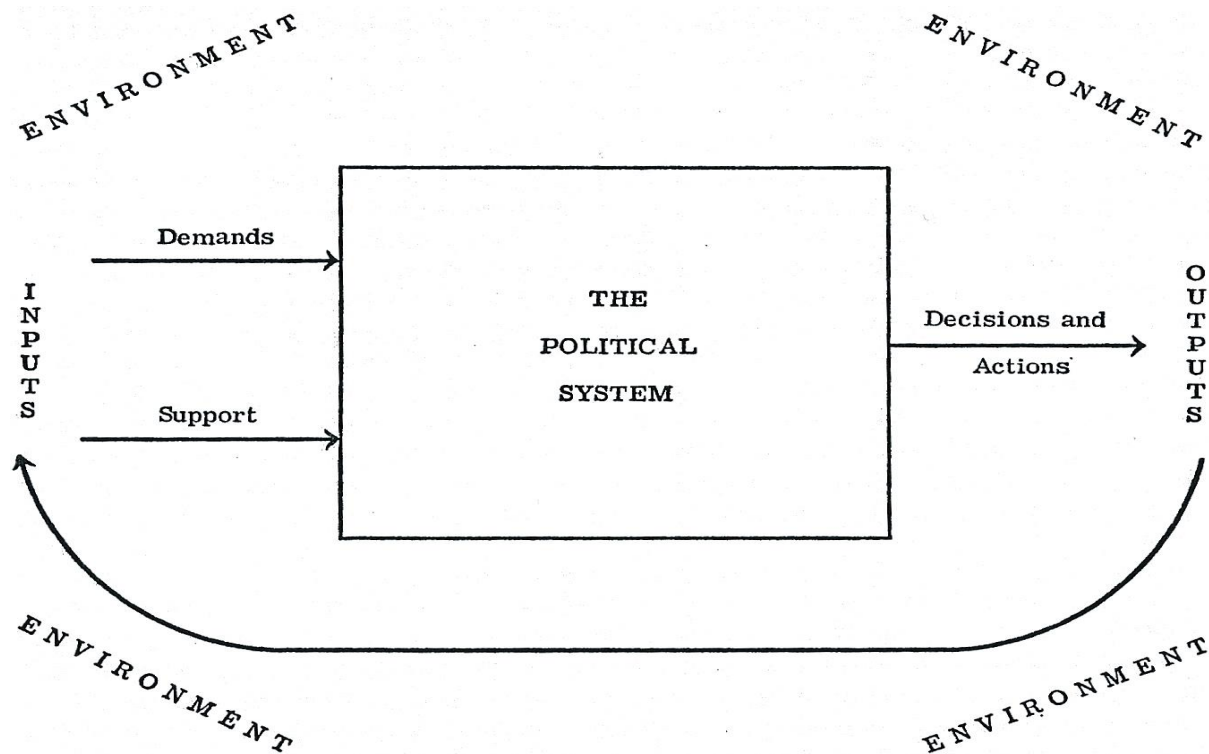 ENVIRONMENT
ENVIRONMENT
Demands
INPUTS
THE
POLITICAL
SYSTEM
Decisions and
Actions
OUTPUTS
Support
ENVIRONMENT
ENVIRONMENT